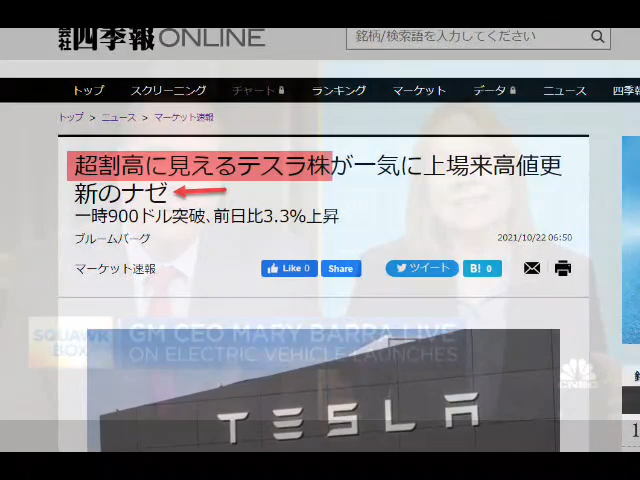 会社四季報 ONLINE
銘柄/検索語を入力してください
トップ スクリーニング チャート ランキング マーケット データ ニュース 四季報
トップ > ニュース > マーケット速報
超割高に見えるテスラ株が一気に上場来高値更
新のナゼ
一時900ドル突破、前日比3.3%上昇
ブルームバーグ
2021/10/22 06:50
マーケット速報
Like 0 Share ツイート B! 0
SQUAWK BOX
GM CEO MARY BARRA LIVE
ON ELECTRIC VEHICLE LAUNCHES
CNBC
TESLA